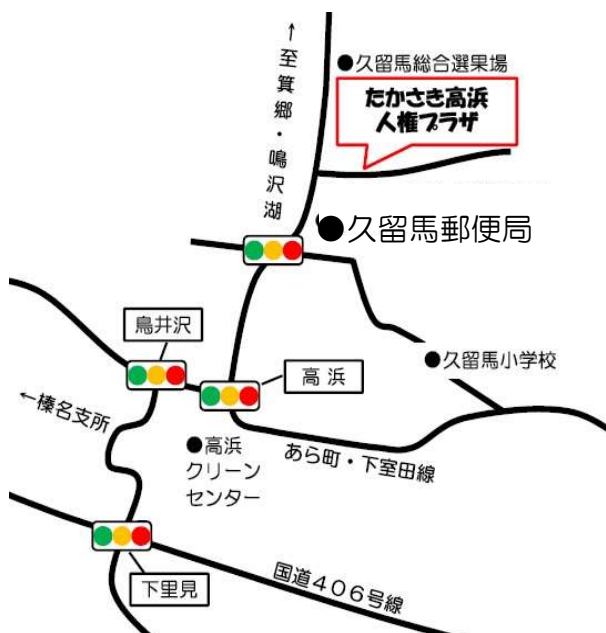 ←至箕郷・鳴沢湖
●久留馬総合選果場
たかさき高浜
人権プラザ
●久留馬郵便局
鳥井沢
高浜
●久留馬小学校
←榛名支所
●高浜
クリーン
センター
あら町・下室田線
下里見
国道406号線